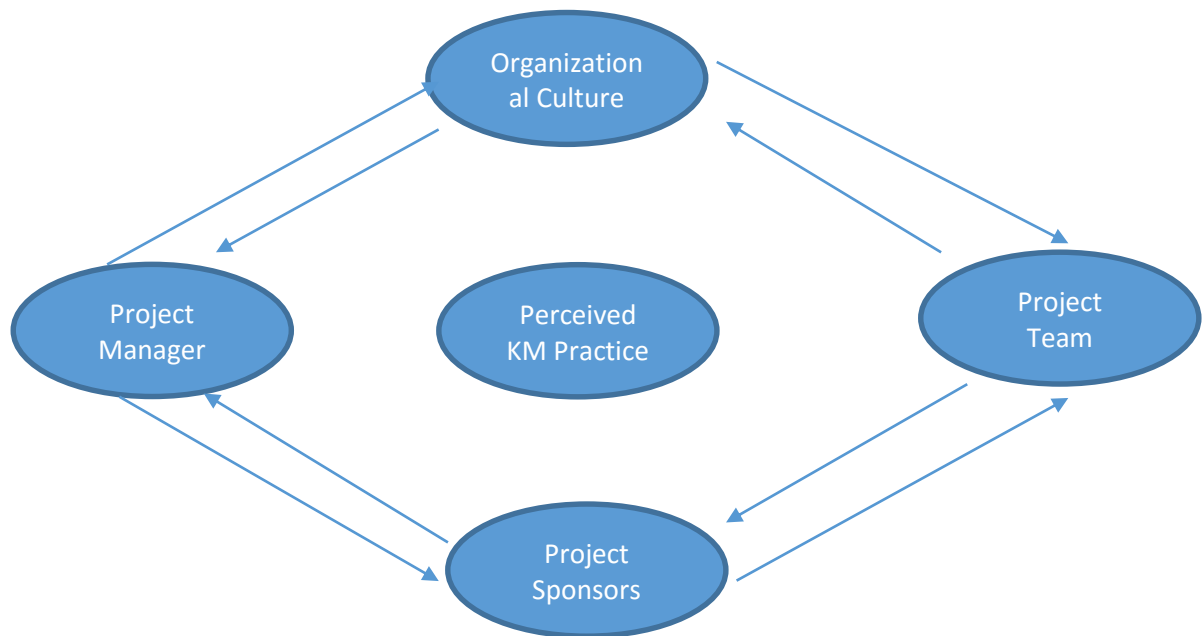 Organization
al Culture
Project
Manager
Perceived
KM Practice
Project
Team
Project
Sponsors